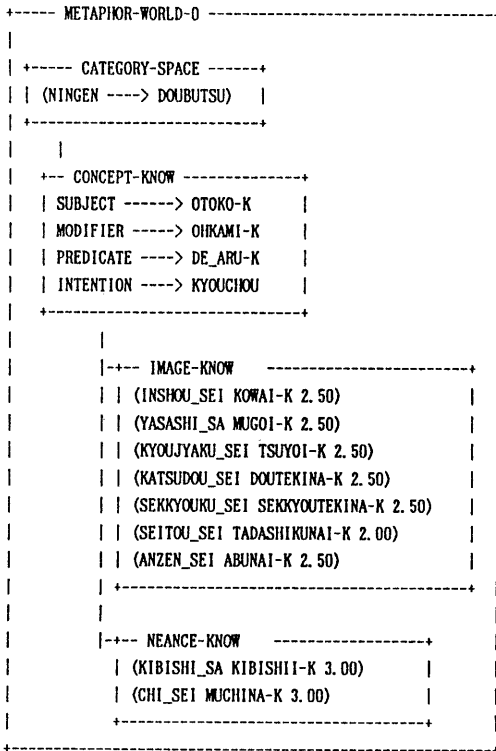 +----- METAPHOR-WORLD-0 --------------------------------
|
| +----- CATEGORY-SPACE ------+
| | (NINGEN ----> DOUBUTSU)   |
| +---------------------------+
|     |
|   +-- CONCEPT-KNOW --------------+
|   | SUBJECT ------> OTOKO-K      |
|   | MODIFIER -----> OHKAMI-K     |
|   | PREDICATE ----> DE_ARU-K     |
|   | INTENTION ----> KYOUCHOU     |
|   +------------------------------+
|         |
|         |-+-- IMAGE-KNOW    -----------------------+
|         | | (INSHOU_SEI KOWAI-K 2.50)              |
|         | | (YASASHI_SA MUGOI-K 2.50)              |
|         | | (KYOUJYAKU_SEI TSUYOI-K 2.50)          |
|         | | (KATSUDOU_SEI DOUTEKINA-K 2.50)        |
|         | | (SEKKYOUKU_SEI SEKKYOUTEKINA-K 2.50)   |
|         | | (SEITOU_SEI TADASHIKUNAI-K 2.00)       |
|         | | (ANZEN_SEI ABUNAI-K 2.50)              |
|         | +----------------------------------------+  |
|         |                                             |
|         |-+-- NEANCE-KNOW    -----------------+       |
|           | (KIBISHI_SA KIBISHII-K 3.00)      |       |
|           | (CHI_SEI MUCHINA-K 3.00)          |       |
|           +-----------------------------------+       |
+-------------------------------------------------------+